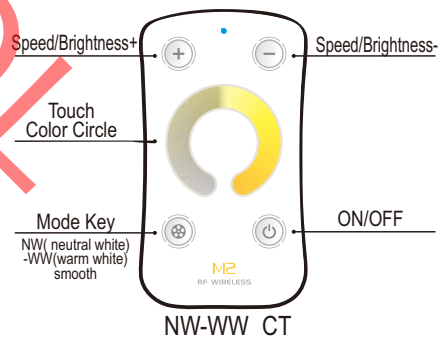 Speed/Brightness+
Speed/Brightness-
Touch
Color Circle
Mode Key
NW( neutral white)
-WW(warm white)
smooth
ON/OFF
M2
RF WIRELESS
NW-WW CT